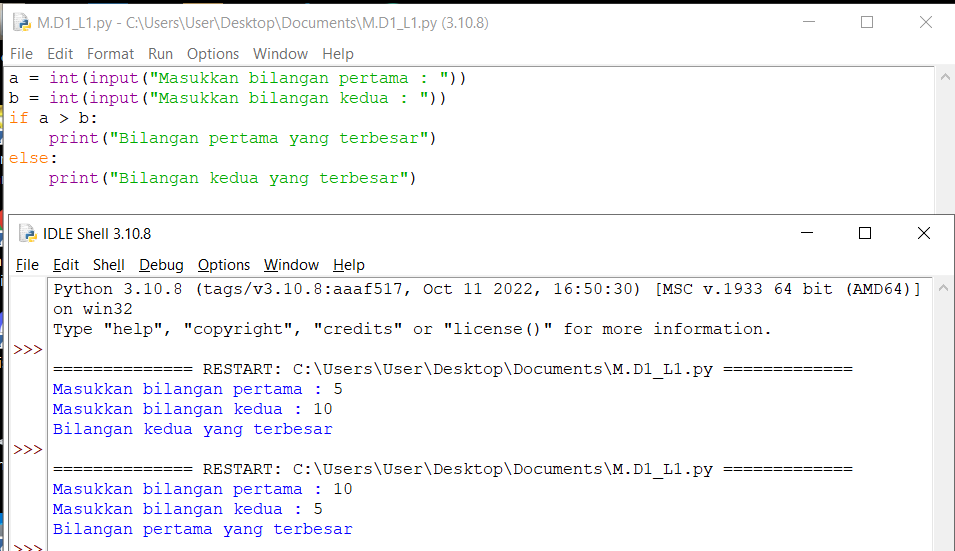 M.D1_L1.py - C:\Users\User\Desktop\Documents\M.D1_L1.py (3.10.8)
File Edit Format Run Options Window Help
a = int(input("Masukkan bilangan pertama : "))
b = int(input("Masukkan bilangan kedua : "))
if a > b:
    print("Bilangan pertama yang terbesar")
else:
    print("Bilangan kedua yang terbesar")
IDLE Shell 3.10.8
File Edit Shell Debug Options Window Help
Python 3.10.8 (tags/v3.10.8:aaaf517, Oct 11 2022, 16:50:30) [MSC v.1933 64 bit (AMD64)]
on win32
Type "help", "copyright", "credits" or "license()" for more information.
>>>
============== RESTART: C:\Users\User\Desktop\Documents\M.D1_L1.py =============
Masukkan bilangan pertama : 5
Masukkan bilangan kedua : 10
Bilangan kedua yang terbesar
>>>
============== RESTART: C:\Users\User\Desktop\Documents\M.D1_L1.py =============
Masukkan bilangan pertama : 10
Masukkan bilangan kedua : 5
Bilangan pertama yang terbesar
>>>